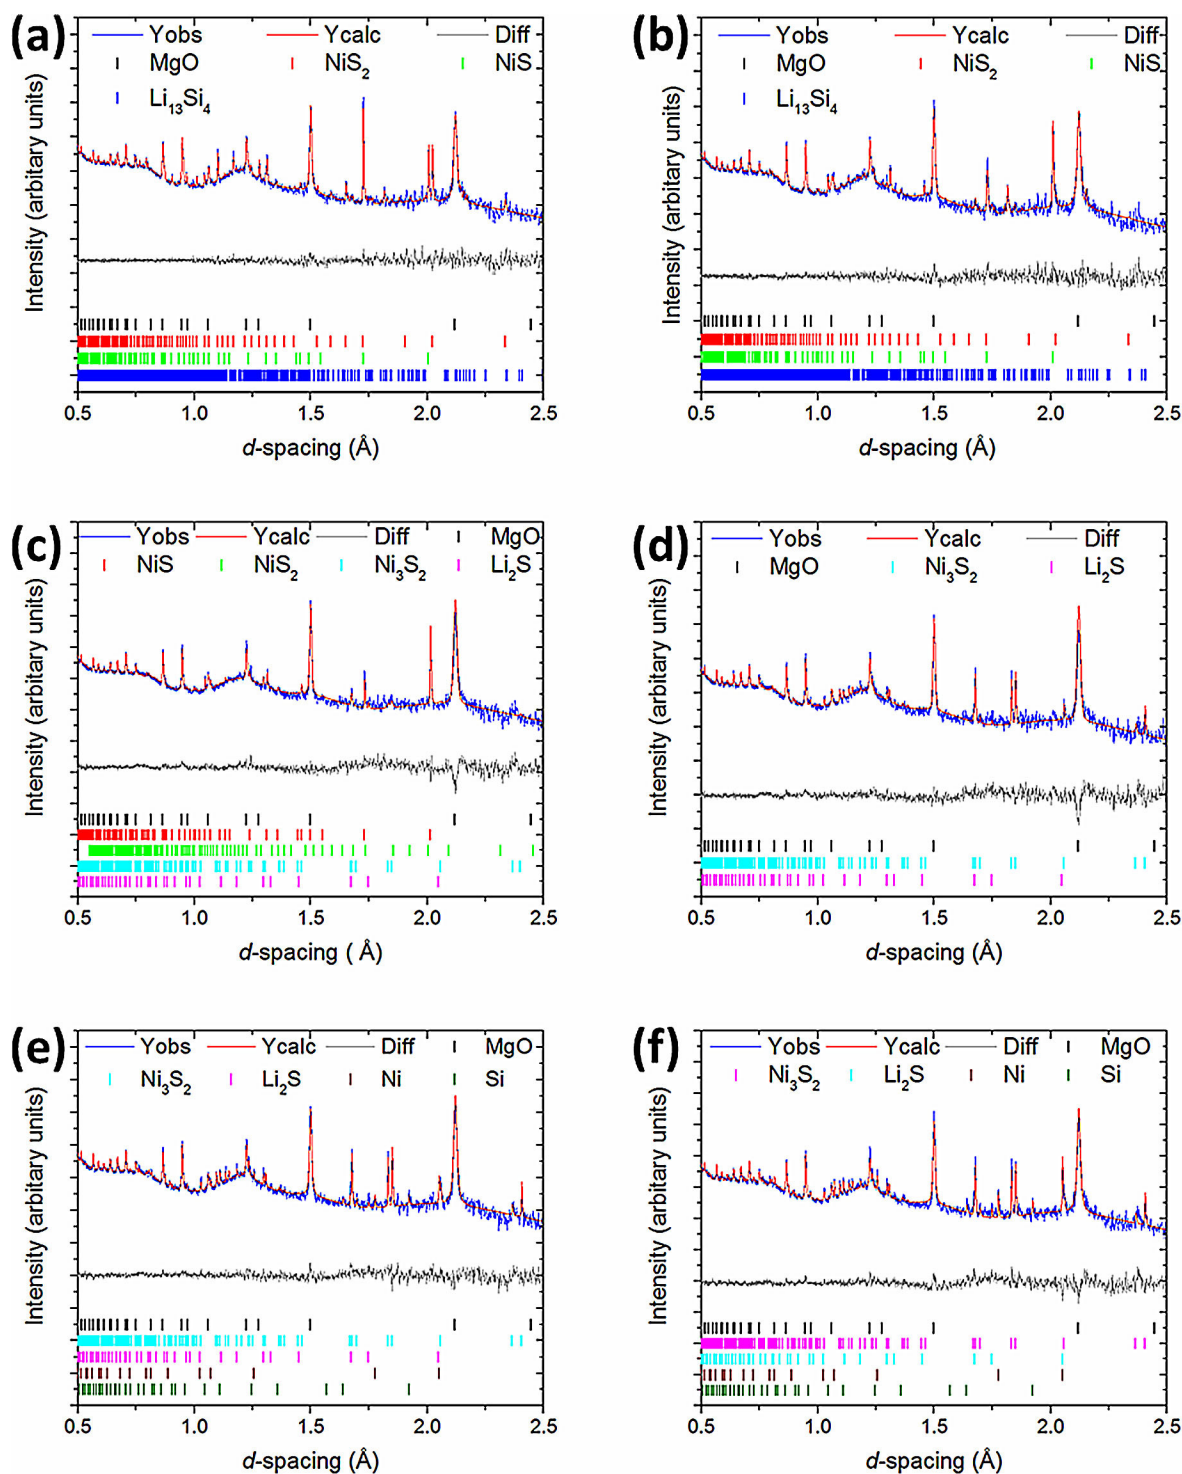 (a)
Yobs Ycalc Diff
MgO NiS₂ NiS
Li₁₃Si₄
Intensity (arbitary units)
0.5 1.0 1.5 2.0 2.5
d-spacing (Å)
(b)
Yobs Ycalc Diff
MgO NiS₂ NiS
Li₁₃Si₄
Intensity (arbitary units)
0.5 1.0 1.5 2.0 2.5
d-spacing (Å)
(c)
Yobs Ycalc Diff MgO
NiS NiS₂ Ni₃S₂ Li₂S
Intensity (arbitrary units)
0.5 1.0 1.5 2.0 2.5
d-spacing ( Å)
(d)
Yobs Ycalc Diff
MgO Ni₃S₂ Li₂S
Intensity (arbitrary units)
0.5 1.0 1.5 2.0 2.5
d-spacing (Å)
(e)
Yobs Ycalc Diff MgO
Ni₃S₂ Li₂S Ni Si
Intensity (arbitrary units)
0.5 1.0 1.5 2.0 2.5
d-spacing (Å)
(f)
Yobs Ycalc Diff MgO
Ni₃S₂ Li₂S Ni Si
Intensity (arbitrary units)
0.5 1.0 1.5 2.0 2.5
d-spacing (Å)